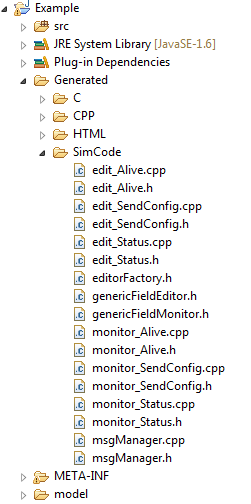 Example
src
JRE System Library [JavaSE-1.6]
Plug-in Dependencies
Generated
C
CPP
HTML
SimCode
edit_Alive.cpp
edit_Alive.h
edit_SendConfig.cpp
edit_SendConfig.h
edit_Status.cpp
edit_Status.h
editorFactory.h
genericFieldEditor.h
genericFieldMonitor.h
monitor_Alive.cpp
monitor_Alive.h
monitor_SendConfig.cpp
monitor_SendConfig.h
monitor_Status.cpp
monitor_Status.h
msgManager.cpp
msgManager.h
META-INF
model